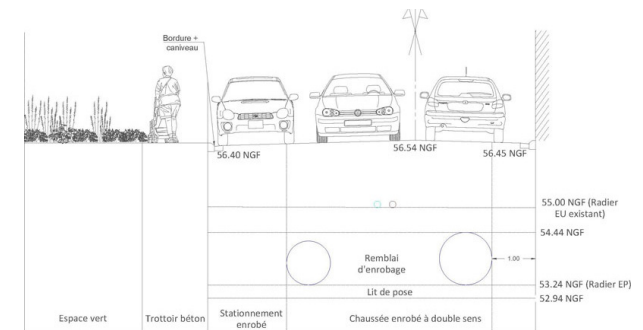 Bordure +
caniveau
56.40 NGF
56.54 NGF
56.45 NGF
55.00 NGF (Radier
EU existant)
54.44 NGF
Remblai
d'enrobage
1.00
53.24 NGF (Radier EP)
Lit de pose
52.94 NGF
Espace vert
Trottoir béton
Stationnement
enrobé
Chaussée enrobé à double sens